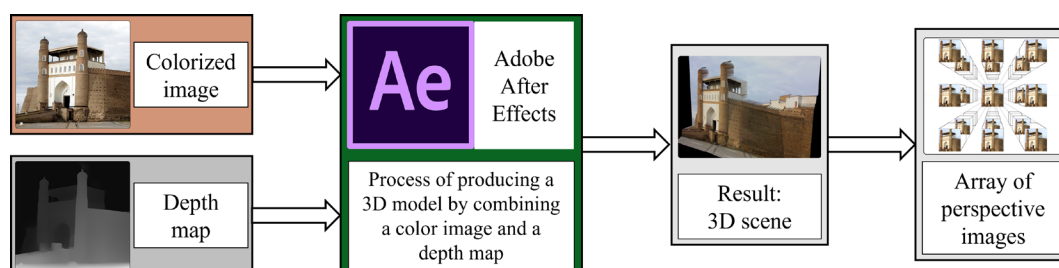 Colorized
image
Depth
map
Ae
Adobe
After
Effects
Process of producing a
3D model by combining
a color image and a
depth map
Result:
3D scene
Array of
perspective
images